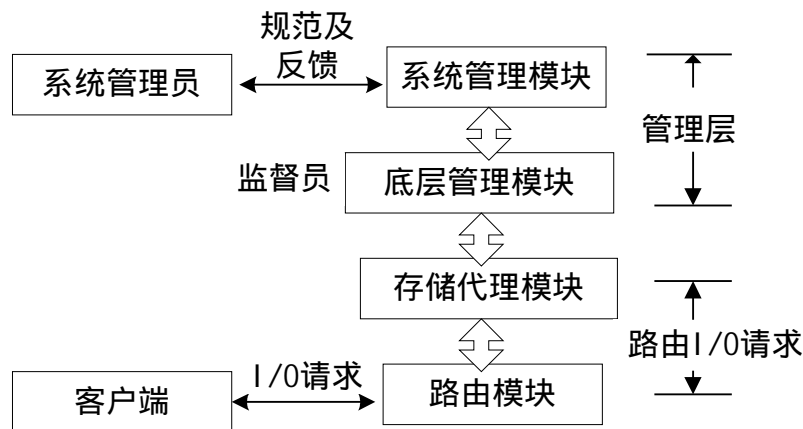 规范及
反馈
系统管理员
系统管理模块
管理层
监督员
底层管理模块
存储代理模块
路由I/O请求
I/O请求
客户端
路由模块